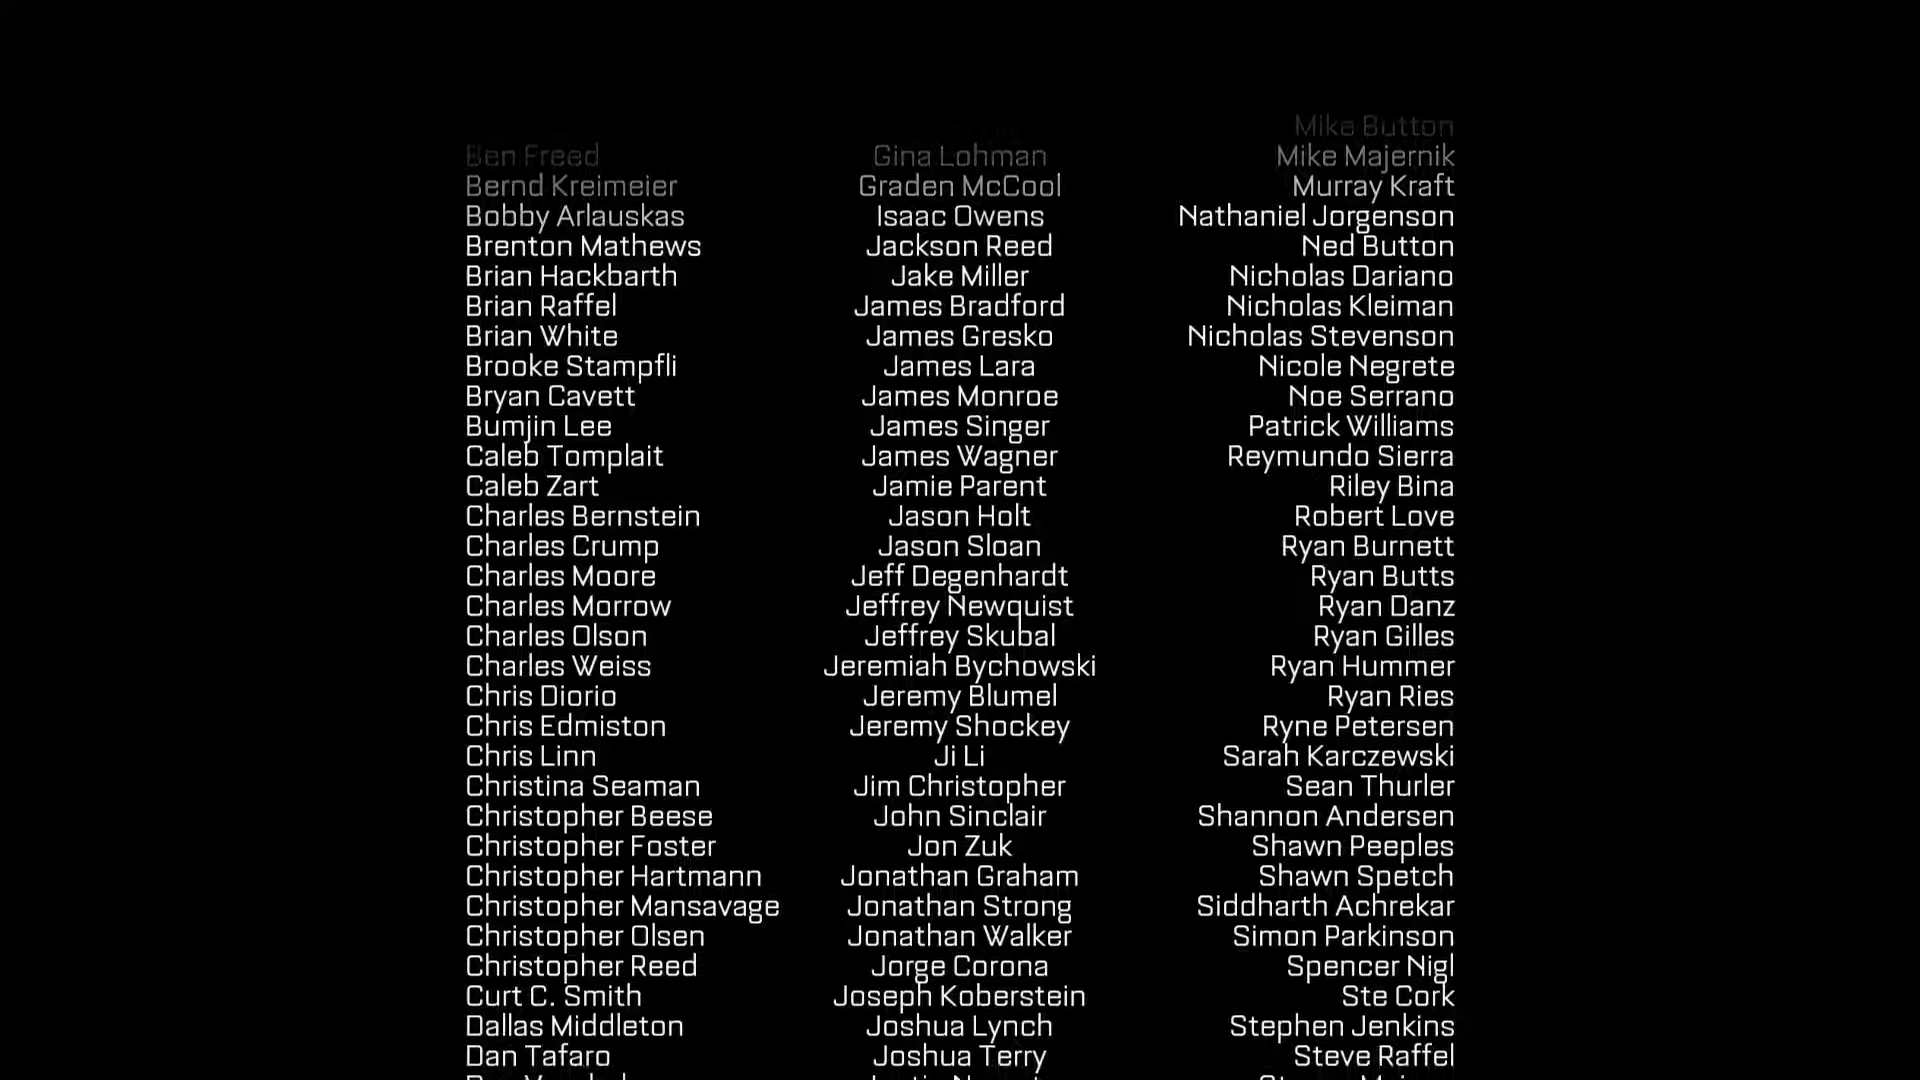 Mike Button
Ben Freed Gina Lohman Mike Majernik
Bernd Kreimeier Graden McCool Murray Kraft
Bobby Arlauskas Isaac Owens Nathaniel Jorgenson
Brenton Mathews Jackson Reed Ned Button
Brian Hackbarth Jake Miller Nicholas Dariano
Brian Raffel James Bradford Nicholas Kleiman
Brian White James Gresko Nicholas Stevenson
Brooke Stampfli James Lara Nicole Negrete
Bryan Cavett James Monroe Noe Serrano
Bumjin Lee James Singer Patrick Williams
Caleb Tomplait James Wagner Reymundo Sierra
Caleb Zart Jamie Parent Riley Bina
Charles Bernstein Jason Holt Robert Love
Charles Crump Jason Sloan Ryan Burnett
Charles Moore Jeff Degenhardt Ryan Butts
Charles Morrow Jeffrey Newquist Ryan Danz
Charles Olson Jeffrey Skubal Ryan Gilles
Charles Weiss Jeremiah Bychowski Ryan Hummer
Chris Diorio Jeremy Blumel Ryan Ries
Chris Edmiston Jeremy Shockey Ryne Petersen
Chris Linn Ji Li Sarah Karczewski
Christina Seaman Jim Christopher Sean Thurler
Christopher Beese John Sinclair Shannon Andersen
Christopher Foster Jon Zuk Shawn Peeples
Christopher Hartmann Jonathan Graham Shawn Spetch
Christopher Mansavage Jonathan Strong Siddharth Achrekar
Christopher Olsen Jonathan Walker Simon Parkinson
Christopher Reed Jorge Corona Spencer Nigl
Curt C. Smith Joseph Koberstein Ste Cork
Dallas Middleton Joshua Lynch Stephen Jenkins
Dan Tafaro Joshua Terry Steve Raffel